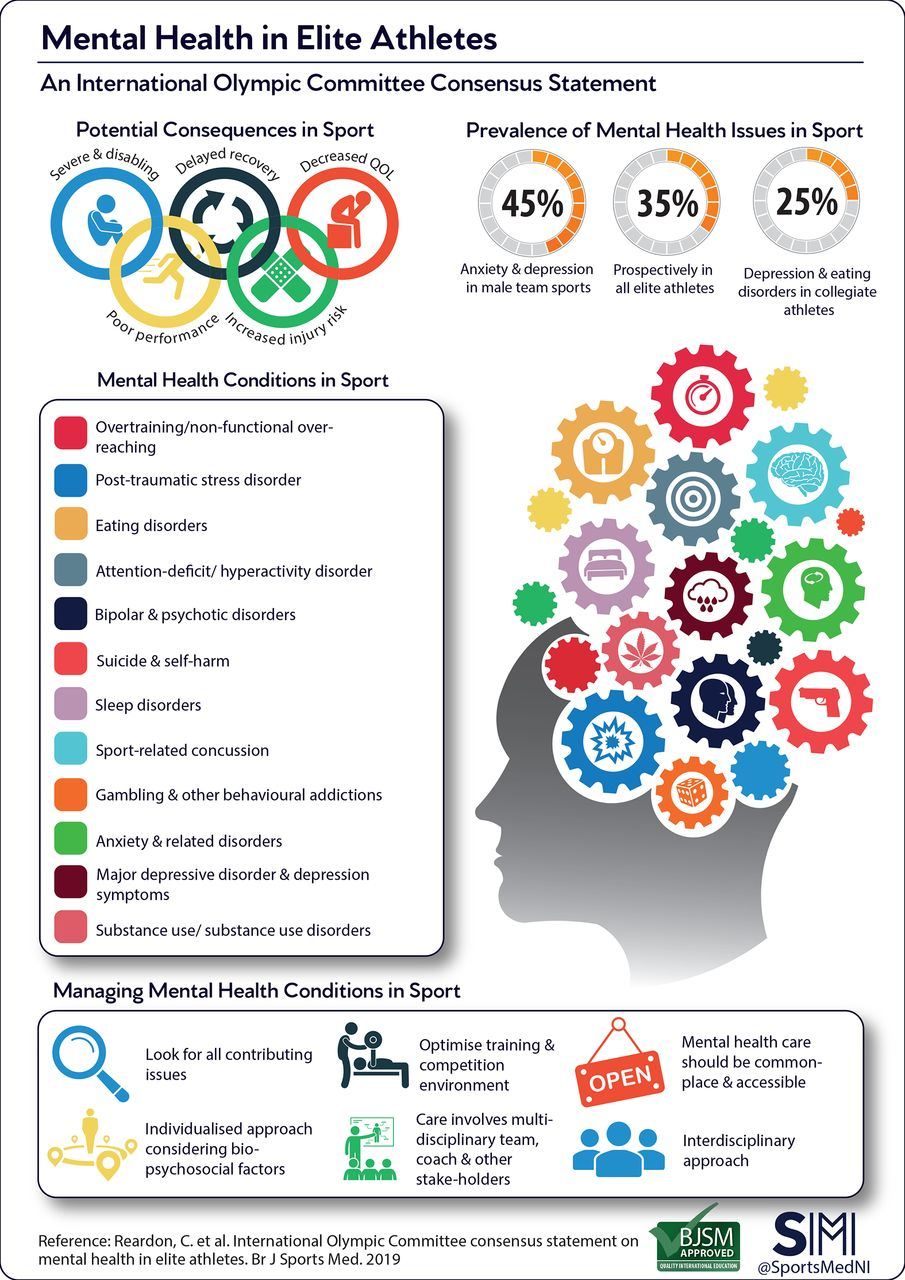 Mental Health in Elite Athletes
An International Olympic Committee Consensus Statement
Potential Consequences in Sport
Severe & disabling
Delayed recovery
Decreased QOL
Poor performance
Increased injury risk
Prevalence of Mental Health Issues in Sport
45%
Anxiety & depression
in male team sports
35%
Prospectively in
all elite athletes
25%
Depression & eating
disorders in collegiate
athletes
Mental Health Conditions in Sport
Overtraining/non-functional over-
reaching
Post-traumatic stress disorder
Eating disorders
Attention-deficit/ hyperactivity disorder
Bipolar & psychotic disorders
Suicide & self-harm
Sleep disorders
Sport-related concussion
Gambling & other behavioural addictions
Anxiety & related disorders
Major depressive disorder & depression
symptoms
Substance use/ substance use disorders
Managing Mental Health Conditions in Sport
Look for all contributing
issues
Optimise training &
competition
environment
OPEN
Mental health care
should be common-
place & accessible
Individualised approach
considering bio-
psychosocial factors
Care involves multi-
disciplinary team,
coach & other
stake-holders
Interdisciplinary
approach
Reference: Reardon, C. et al. International Olympic Committee consensus statement on
mental health in elite athletes. Br J Sports Med. 2019
BJSM
APPROVED
QUALITY INTERNATIONAL EDUCATION
SMNI
@SportsMedNI